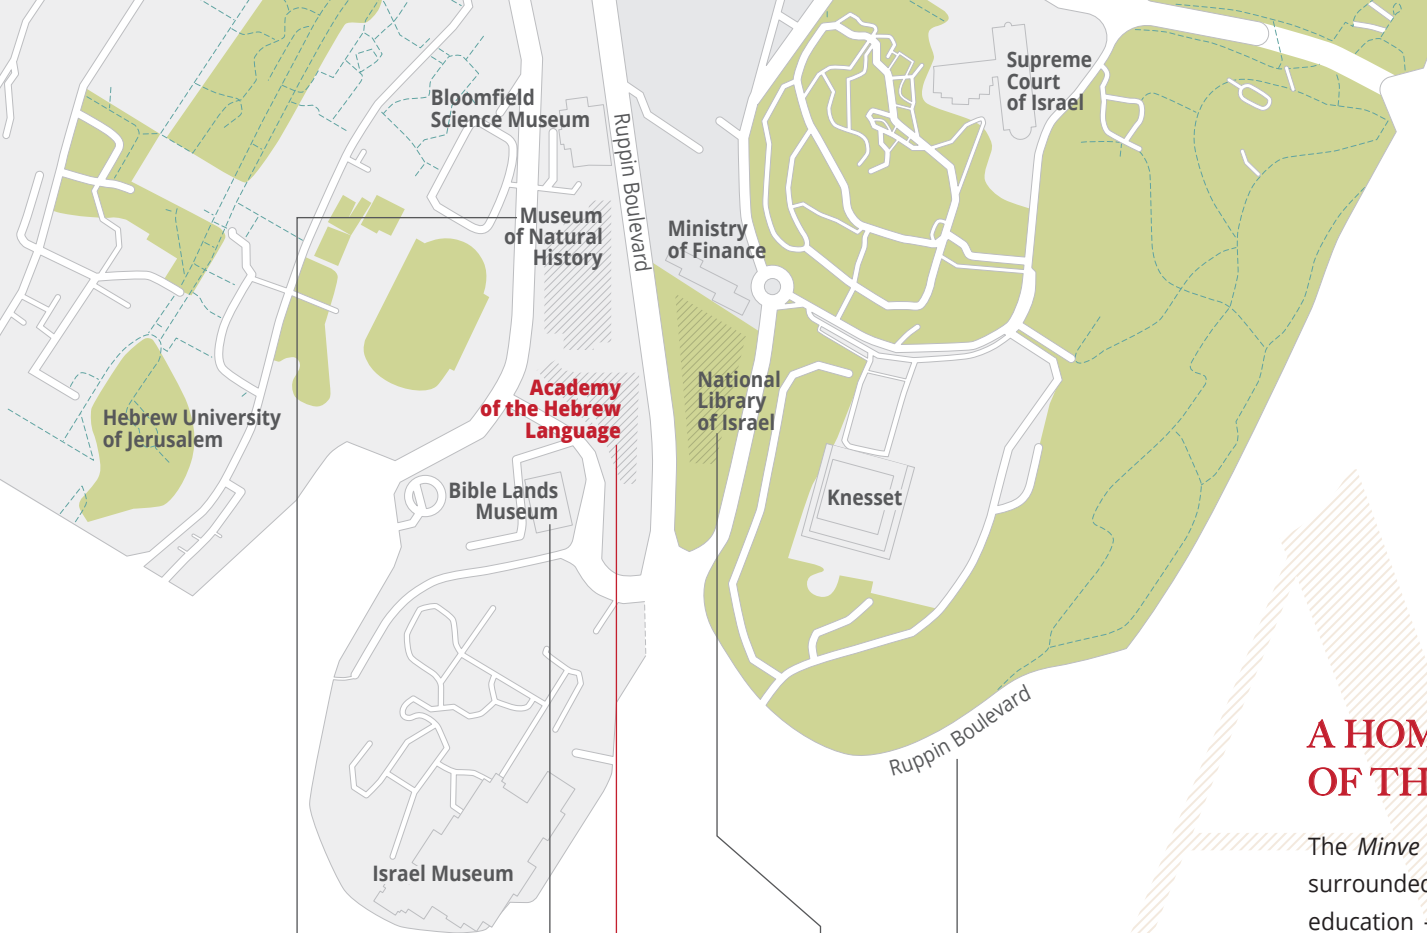 Supreme
Court
of Israel
Bloomfield
Science Museum
Ruppin Boulevard
Museum
of Natural
History
Ministry
of Finance
National
Library
of Israel
Academy
of the Hebrew
Language
Hebrew University
of Jerusalem
Bible Lands
Museum
Knesset
Ruppin Boulevard
Israel Museum
A HOM
OF TH
The Minve
surrounded
education -